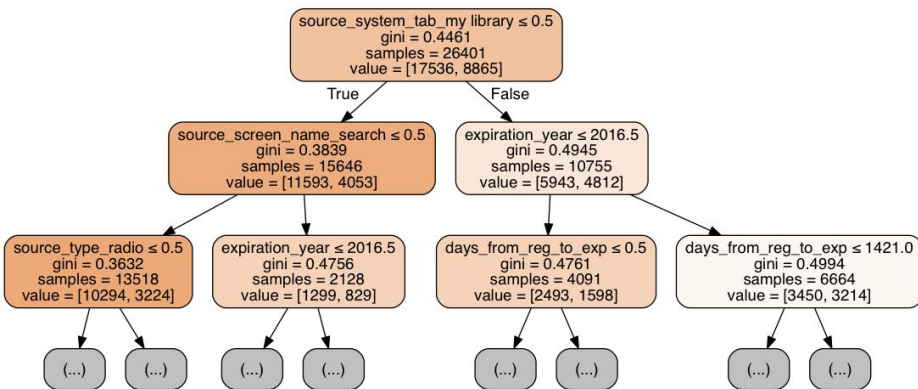 source_system_tab_my library ≤ 0.5
gini = 0.4461
samples = 26401
value = [17536, 8865]
True
False
source_screen_name_search ≤ 0.5
gini = 0.3839
samples = 15646
value = [11593, 4053]
expiration_year ≤ 2016.5
gini = 0.4945
samples = 10755
value = [5943, 4812]
source_type_radio ≤ 0.5
gini = 0.3632
samples = 13518
value = [10294, 3224]
expiration_year ≤ 2016.5
gini = 0.4756
samples = 2128
value = [1299, 829]
days_from_reg_to_exp ≤ 0.5
gini = 0.4761
samples = 4091
value = [2493, 1598]
days_from_reg_to_exp ≤ 1421.0
gini = 0.4994
samples = 6664
value = [3450, 3214]
(...)
(...)
(...)
(...)
(...)
(...)
(...)
(...)